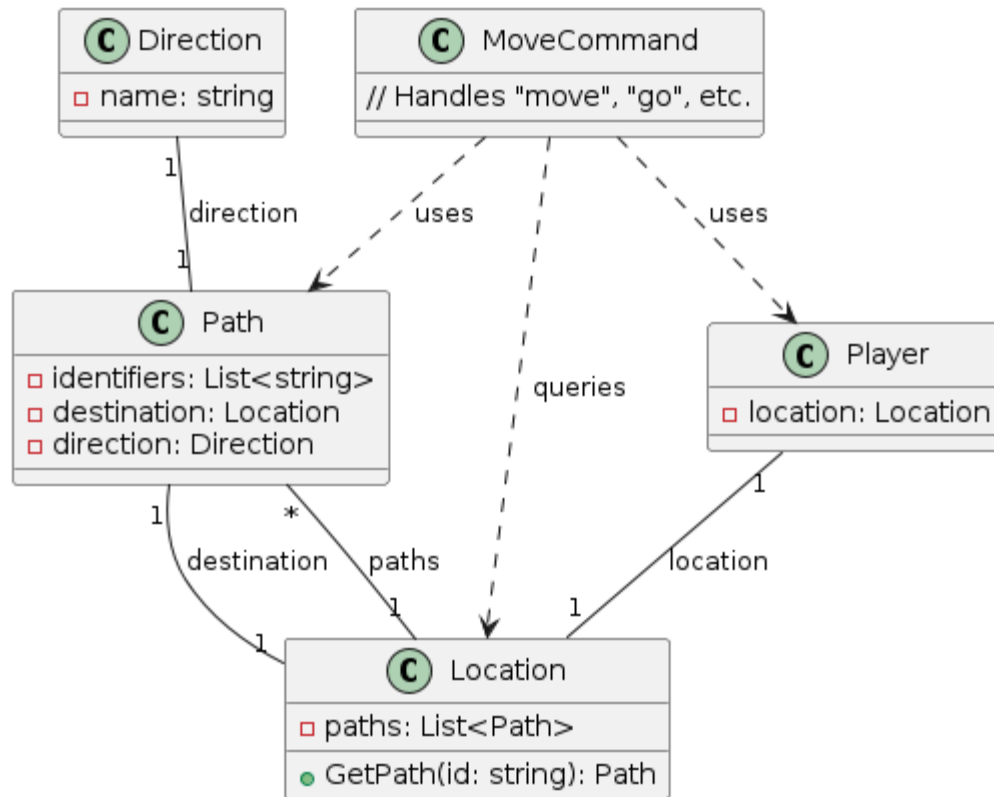 C Direction
- name: string
C MoveCommand
// Handles "move", "go", etc.
1
direction
1
uses
uses
queries
C Path
identifiers: List<string>
destination: Location
direction: Direction
C Player
location: Location
1
destination
1
*
paths
1
1
location
1
C Location
paths: List<Path>
GetPath(id: string): Path